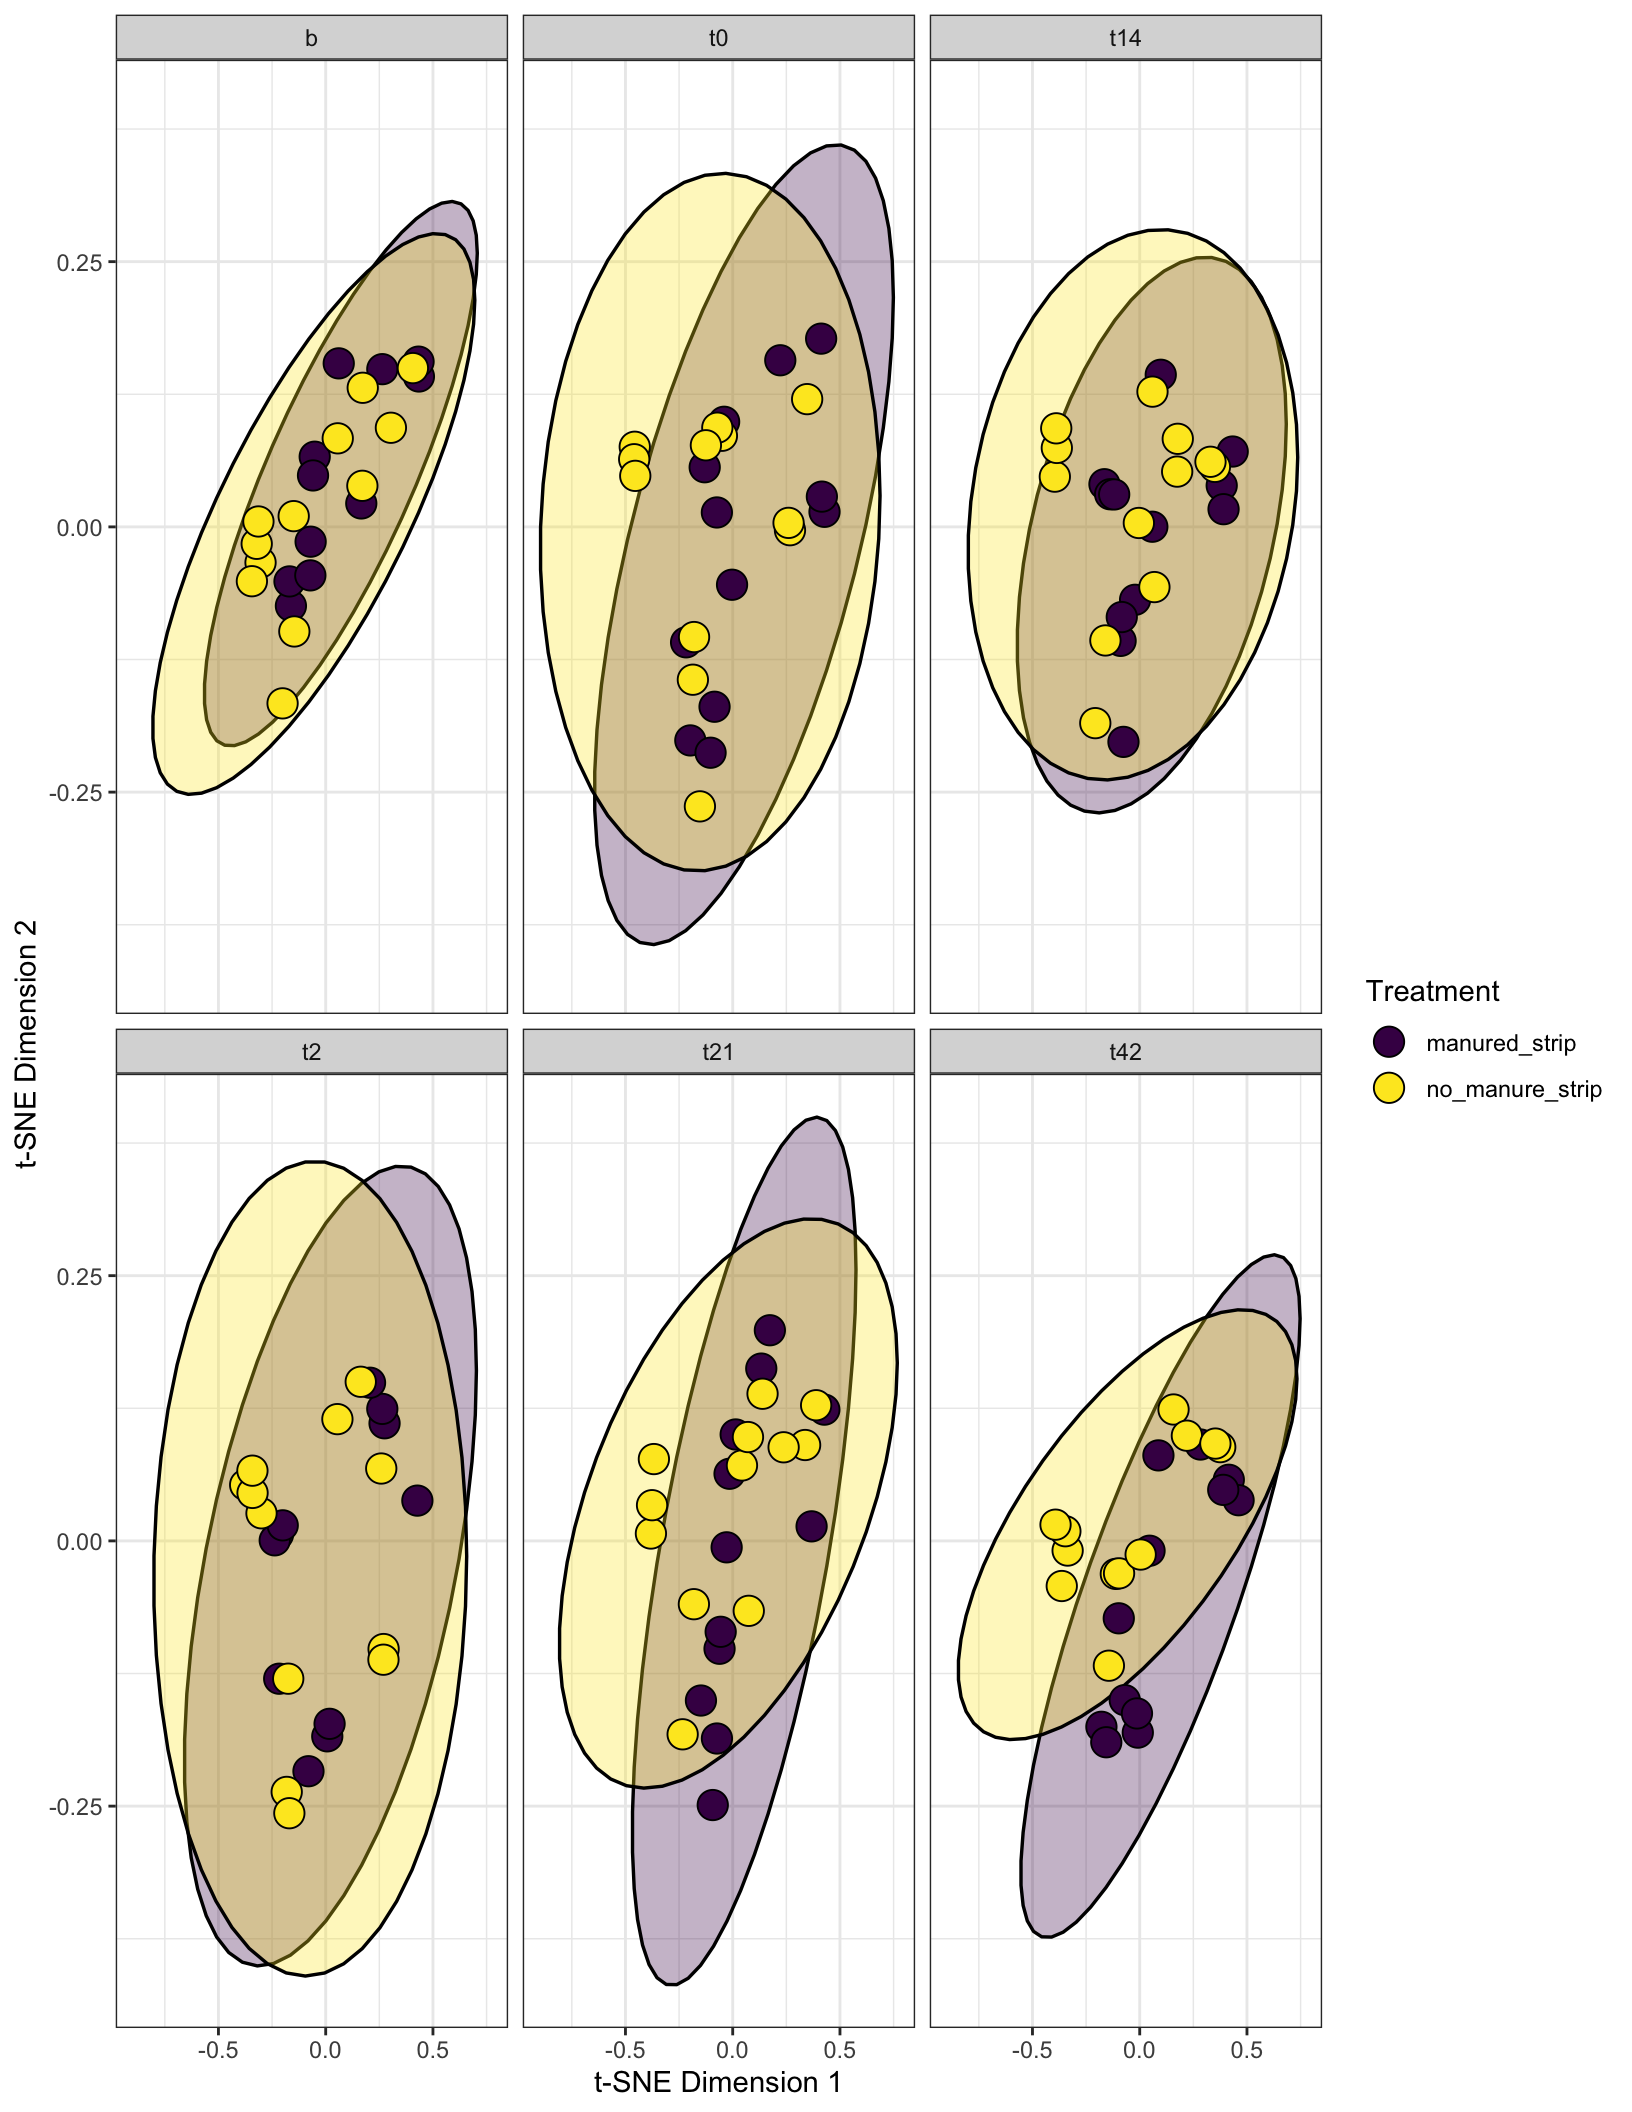 b
t0
t14
0.25
0.00
-0.25
t-SNE Dimension 2
t2
t21
t42
0.25
0.00
-0.25
-0.5
0.0
0.5
-0.5
0.0
0.5
-0.5
0.0
0.5
t-SNE Dimension 1
Treatment
manured_strip
no_manure_strip